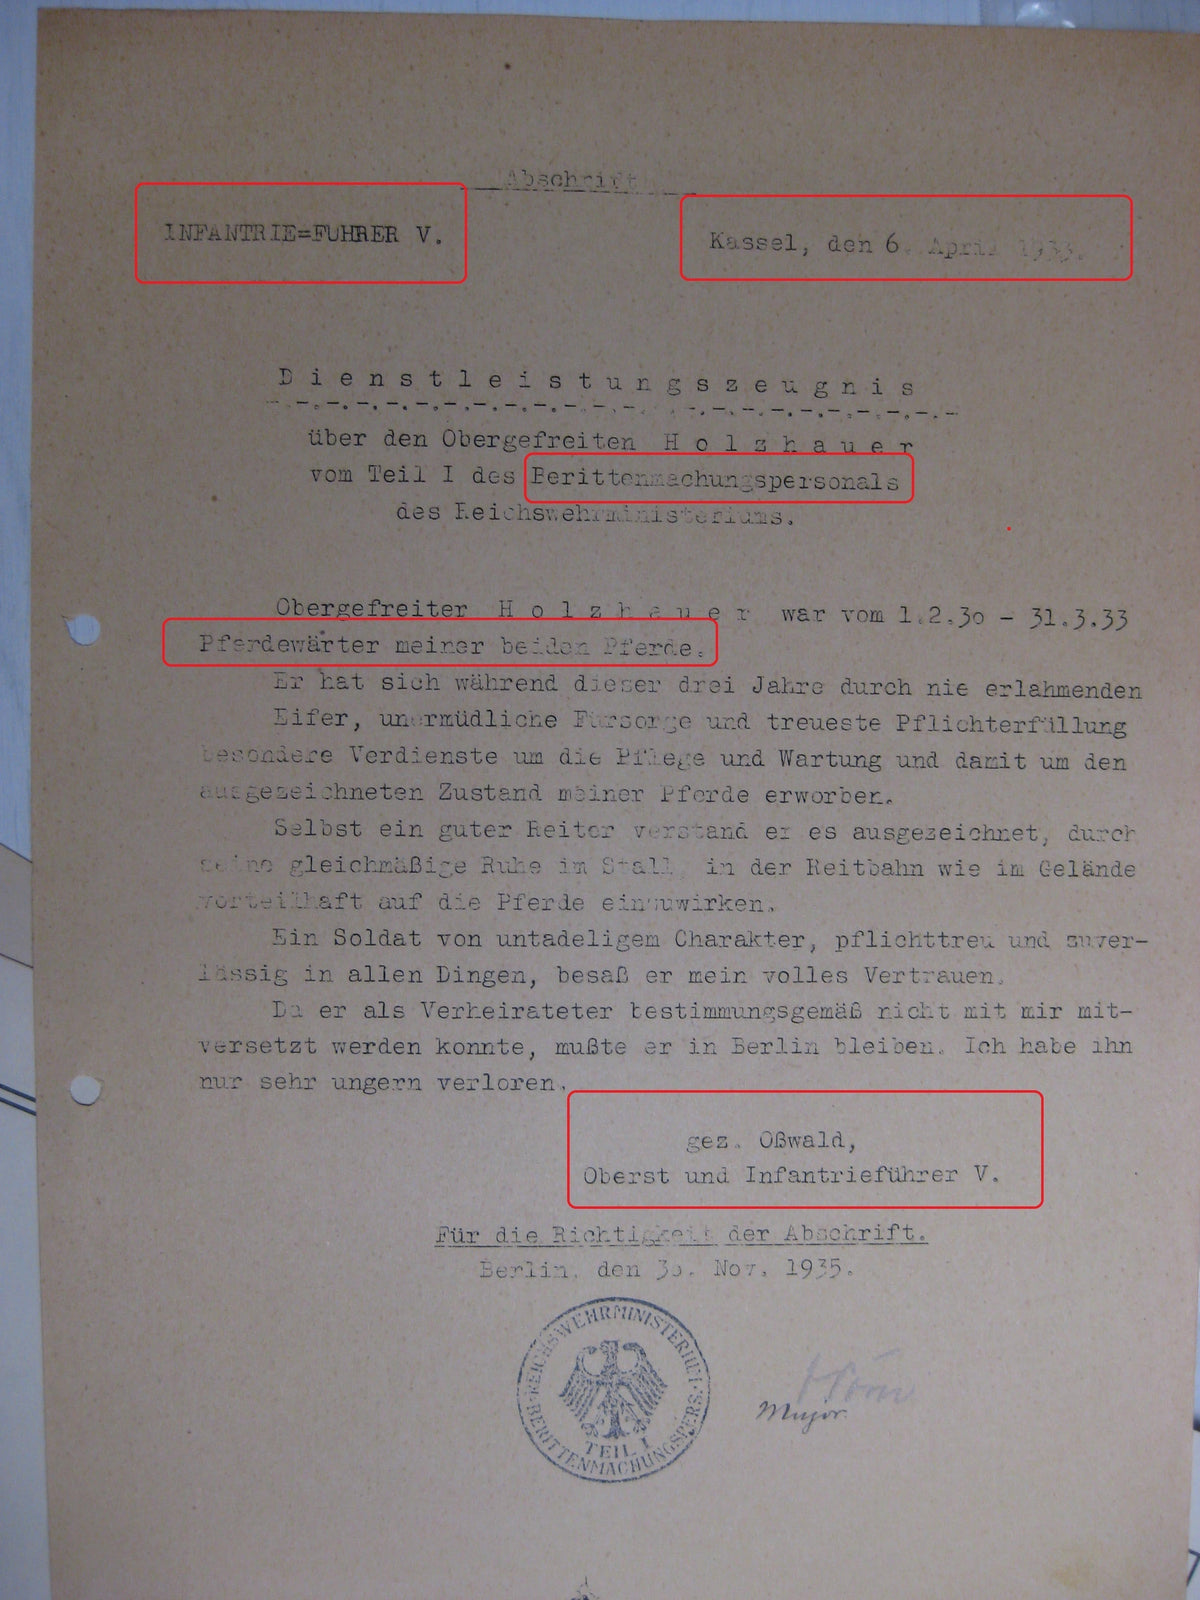 Abschrift
INFANTRIE=FUHRER V.
Kassel, den 6. April 1933.
Dienstleistungszeugnis
über den Obergefreiten Holzhauer
vom Teil I des Berittenmachungspersonals
des Reichswehrministeriums.
Obergefreiter Holzhauer war vom 1.2.30 - 31.3.33
Pferdewärter meiner beiden Pferde.
Er hat sich während dieser drei Jahre durch nie erlahmenden
Eifer, unermüdliche Fürsorge und treueste Pflichterfüllung
besondere Verdienste um die Pflege und Wartung und damit um den
ausgezeichneten Zustand meiner Pferde erworben.
Selbst ein guter Reiter verstand er es ausgezeichnet, durch
seine gleichmäßige Ruhe im Stall, in der Reitbahn wie im Gelände
vorteilhaft auf die Pferde einzuwirken.
Ein Soldat von untadeligem Charakter, pflichttreu und zuver-
lässig in allen Dingen, besaß er mein volles Vertrauen.
Da er als Verheirateter bestimmungsgemäß nicht mit mir mit-
versetzt werden konnte, mußte er in Berlin bleiben. Ich habe ihn
nur sehr ungern verloren.
gez. Oßwald,
Oberst und Infantrieführer V.
Für die Richtigkeit der Abschrift.
Berlin, den 30. Nov. 1935.
REICHSWEHRMINISTERIUM
TEIL I
BERITTENMACHUNGSPERS.
Major